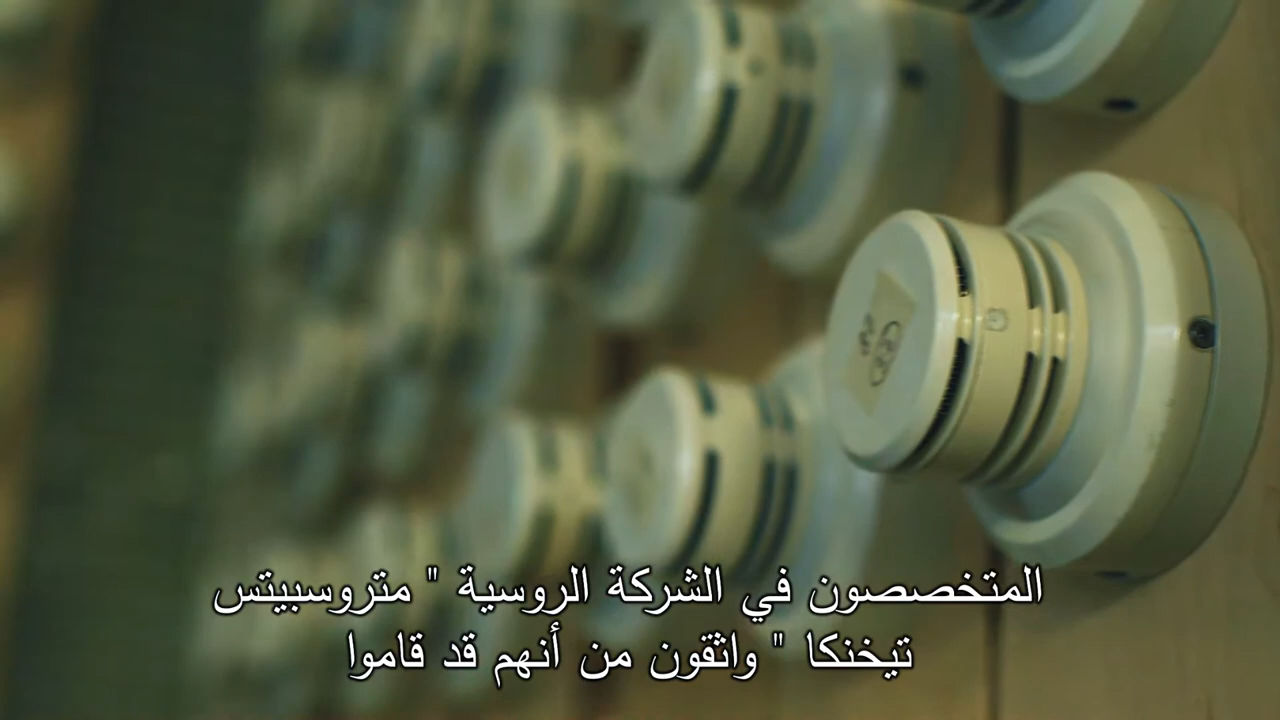 المتخصصون في الشركة الروسية " متروسبيتس
تيخنكا " واثقون من أنهم قد قاموا